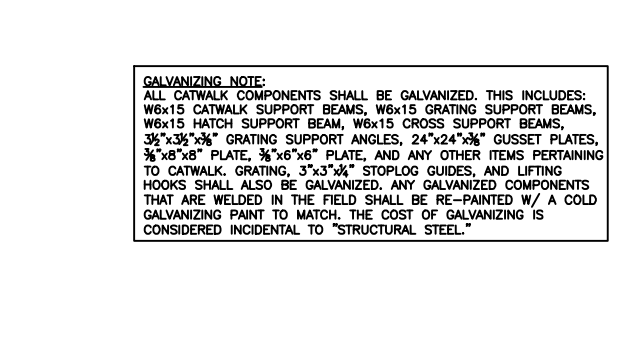 GALVANIZING NOTE:
ALL CATWALK COMPONENTS SHALL BE GALVANIZED. THIS INCLUDES:
W6x15 CATWALK SUPPORT BEAMS, W6x15 GRATING SUPPORT BEAMS,
W6x15 HATCH SUPPORT BEAM, W6x15 CROSS SUPPORT BEAMS,
3½"x3½"x⅜" GRATING SUPPORT ANGLES, 24"x24"x⅜" GUSSET PLATES,
⅜"x8"x8" PLATE, ⅜"x6"x6" PLATE, AND ANY OTHER ITEMS PERTAINING
TO CATWALK. GRATING, 3"x3"x¼" STOPLOG GUIDES, AND LIFTING
HOOKS SHALL ALSO BE GALVANIZED. ANY GALVANIZED COMPONENTS
THAT ARE WELDED IN THE FIELD SHALL BE RE-PAINTED W/ A COLD
GALVANIZING PAINT TO MATCH. THE COST OF GALVANIZING IS
CONSIDERED INCIDENTAL TO "STRUCTURAL STEEL."